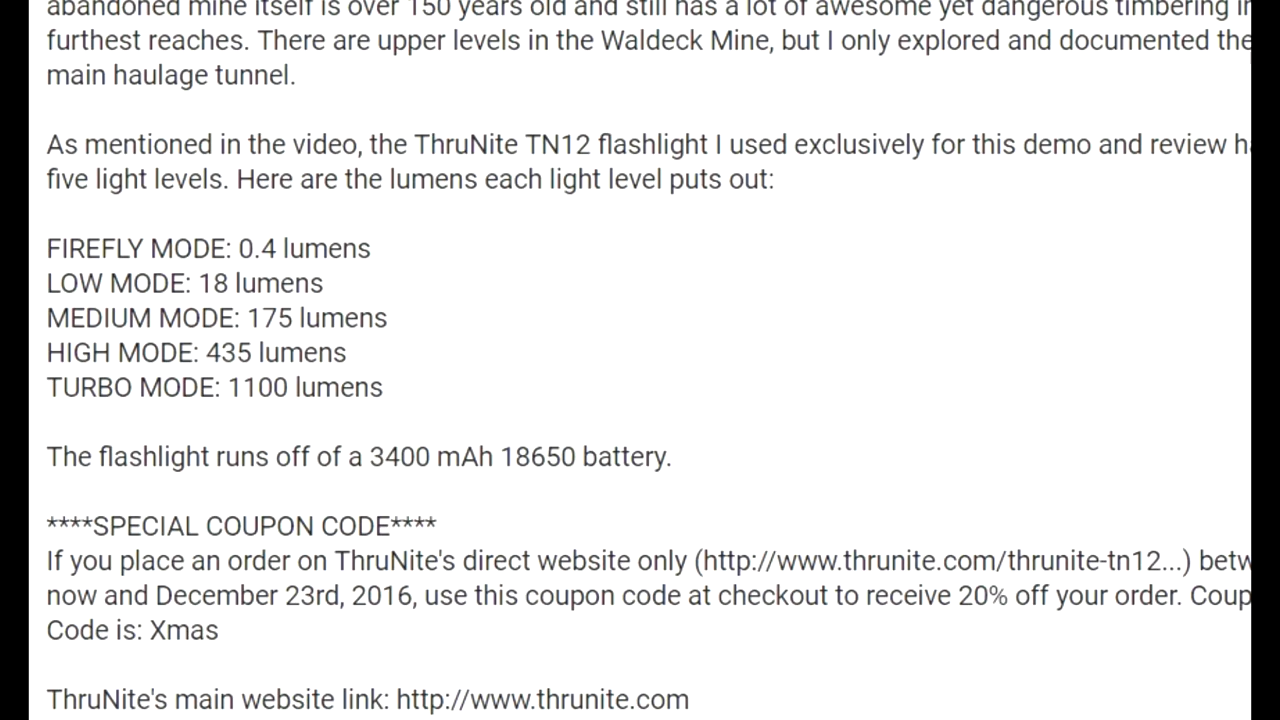 abandoned mine itself is over 150 years old and still has a lot of awesome yet dangerous timbering in
furthest reaches. There are upper levels in the Waldeck Mine, but I only explored and documented the
main haulage tunnel.
As mentioned in the video, the ThruNite TN12 flashlight I used exclusively for this demo and review
five light levels. Here are the lumens each light level puts out:
FIREFLY MODE: 0.4 lumens
LOW MODE: 18 lumens
MEDIUM MODE: 175 lumens
HIGH MODE: 435 lumens
TURBO MODE: 1100 lumens
The flashlight runs off of a 3400 mAh 18650 battery.
****SPECIAL COUPON CODE****
If you place an order on ThruNite's direct website only (http://www.thrunite.com/thrunite-tn12...) betw
now and December 23rd, 2016, use this coupon code at checkout to receive 20% off your order. Coup
Code is: Xmas
ThruNite's main website link: http://www.thrunite.com